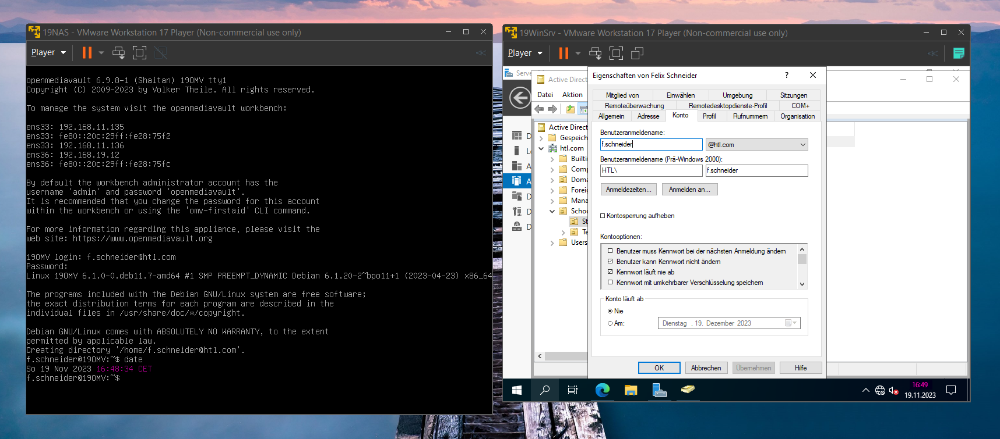 19NAS - VMware Workstation 17 Player (Non-commercial use only)
Player
openmediavault 6.9.8-1 (Shaitan) 19OMV tty1
Copyright (C) 2009-2023 by Volker Theile. All rights reserved.
To manage the system visit the openmediavault workbench:
ens33: 192.168.11.135
ens33: fe80::20c:29ff:fe28:75f2
ens33: 192.168.11.136
ens36: 192.168.19.12
ens36: fe80::20c:29ff:fe28:75fc
By default the workbench administrator account has the
username 'admin' and password 'openmediavault'.
It is recommended that you change the password for this account
within the workbench or using the 'omv-firstaid' CLI command.
For more information regarding this appliance, please visit the
web site: https://www.openmediavault.org
19OMV login: f.schneider@htl.com
Password:
Linux 19OMV 6.1.0-0.deb11.7-amd64 #1 SMP PREEMPT_DYNAMIC Debian 6.1.20-2~bpo11+1 (2023-04-23) x86_64
The programs included with the Debian GNU/Linux system are free software;
the exact distribution terms for each program are described in the
individual files in /usr/share/doc/*/copyright.
Debian GNU/Linux comes with ABSOLUTELY NO WARRANTY, to the extent
permitted by applicable law.
Creating directory '/home/f.schneider@htl.com'.
f.schneider@19OMV:~$ date
So 19 Nov 2023 16:48:34 CET
f.schneider@19OMV:~$
19WinSrv - VMware Workstation 17 Player (Non-commercial use only)
Player
Server
Active Direct
Datei Aktion
Active Direct
Gespeich
htl.com
Builtin
Comp
Doma
Foreig
Mana
Schoo
St
Te
Users
D
Lo
A
A
D
D
D
Eigenschaften von Felix Schneider
?
Mitglied von Einwählen Umgebung Sitzungen
Remoteüberwachung Remotedesktopdienste-Profil COM+
Allgemein Adresse Konto Profil Rufnummern Organisation
Benutzeranmeldename:
f.schneider @htl.com
Benutzeranmeldename (Prä-Windows 2000):
HTL\ f.schneider
Anmeldezeiten... Anmelden an...
Kontosperrung aufheben
Kontooptionen:
Benutzer muss Kennwort bei der nächsten Anmeldung ändern
Benutzer kann Kennwort nicht ändern
Kennwort läuft nie ab
Kennwort mit umkehrbarer Verschlüsselung speichern
Konto läuft ab
Nie
Am: Dienstag , 19. Dezember 2023
OK Abbrechen Übernehmen Hilfe
16:49
19.11.2023